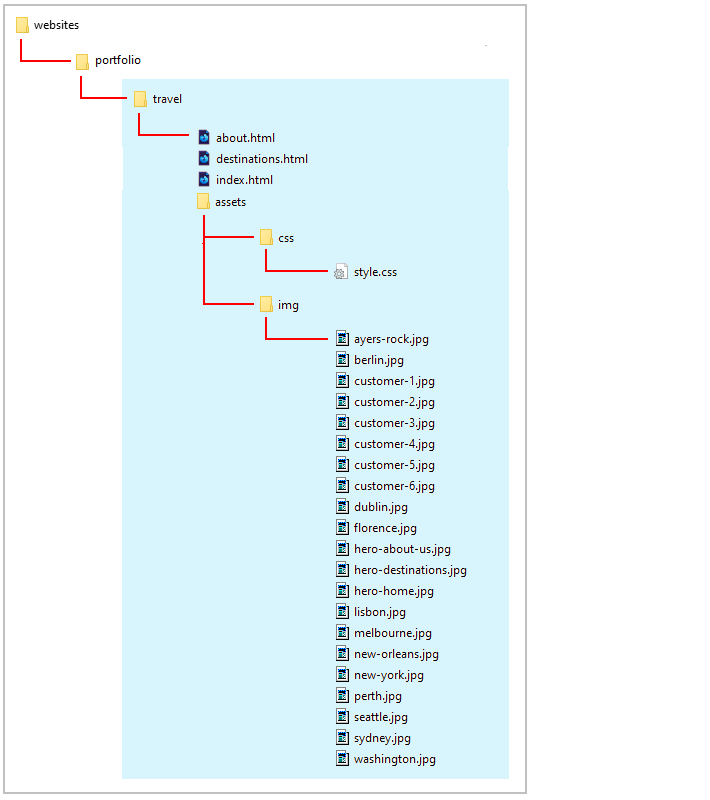 websites
portfolio
travel
about.html
destinations.html
index.html
assets
css
style.css
img
ayers-rock.jpg
berlin.jpg
customer-1.jpg
customer-2.jpg
customer-3.jpg
customer-4.jpg
customer-5.jpg
customer-6.jpg
dublin.jpg
florence.jpg
hero-about-us.jpg
hero-destinations.jpg
hero-home.jpg
lisbon.jpg
melbourne.jpg
new-orleans.jpg
new-york.jpg
perth.jpg
seattle.jpg
sydney.jpg
washington.jpg